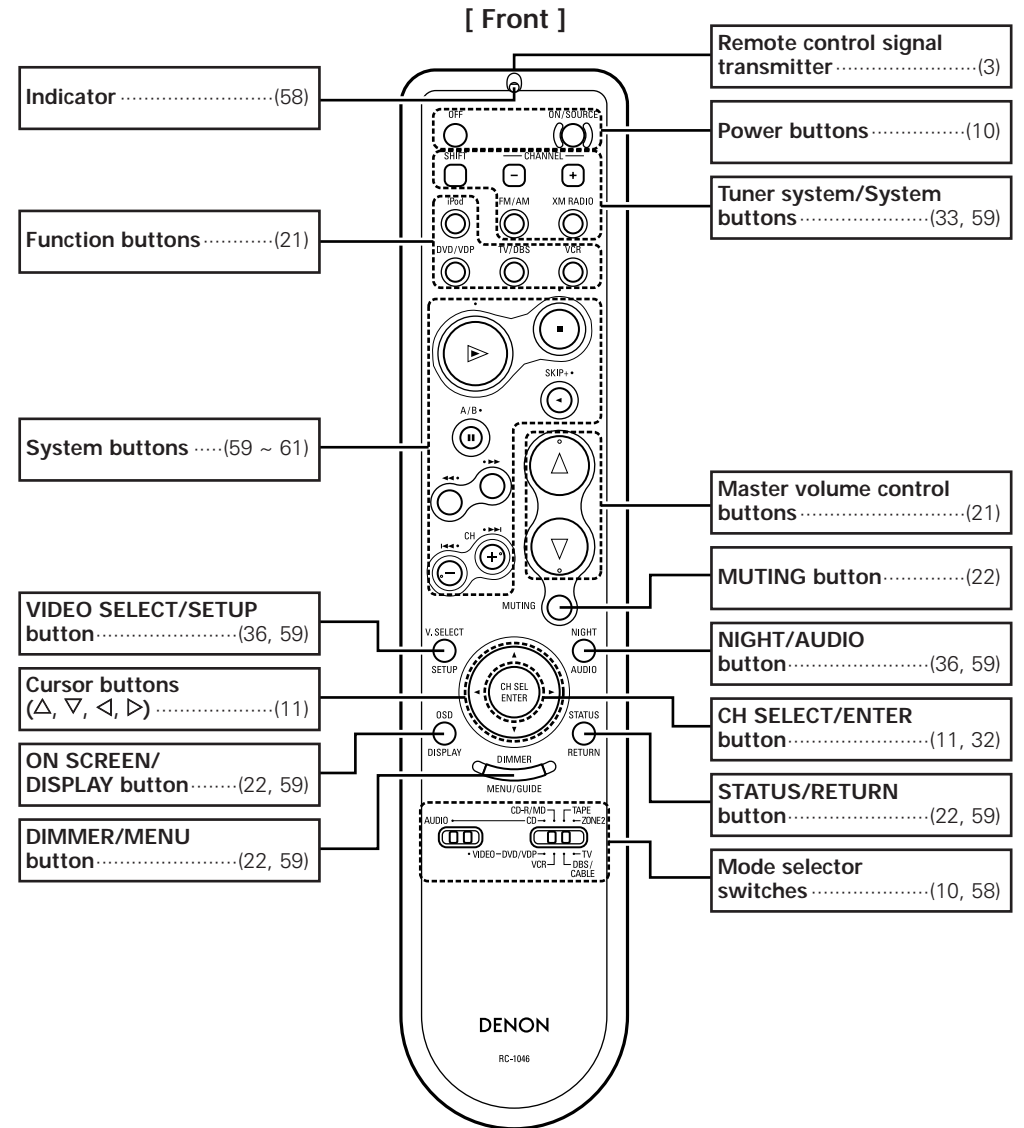 [ Front ]
Indicator ························(58)
Function buttons ············(21)
System buttons ·····(59 ~ 61)
VIDEO SELECT/SETUP
button························(36, 59)
Cursor buttons
(△, ▽, ◁, ▷) ····················(11)
ON SCREEN/
DISPLAY button········(22, 59)
DIMMER/MENU
button························(22, 59)
Remote control signal
transmitter ························(3)
Power buttons ················(10)
Tuner system/System
buttons ······················(33, 59)
Master volume control
buttons ····························(21)
MUTING button ··············(22)
NIGHT/AUDIO
button························(36, 59)
CH SELECT/ENTER
button························(11, 32)
STATUS/RETURN
button························(22, 59)
Mode selector
switches ····················(10, 58)
OFF ON/SOURCE
SHIFT CHANNEL
− +
iPod FM/AM XM RADIO
DVD/VDP TV/DBS VCR
SKIP+•
A/B•
◄◄• •►►
I◄◄• CH •►►I
− +
MUTING
V. SELECT NIGHT
SETUP AUDIO
CH SEL
ENTER
OSD STATUS
DISPLAY RETURN
DIMMER
MENU/GUIDE
CD-R/MD TAPE
AUDIO • CD • • ZONE2
• VIDEO–DVD/VDP • • TV
VCR DBS/
CABLE
DENON
RC-1046